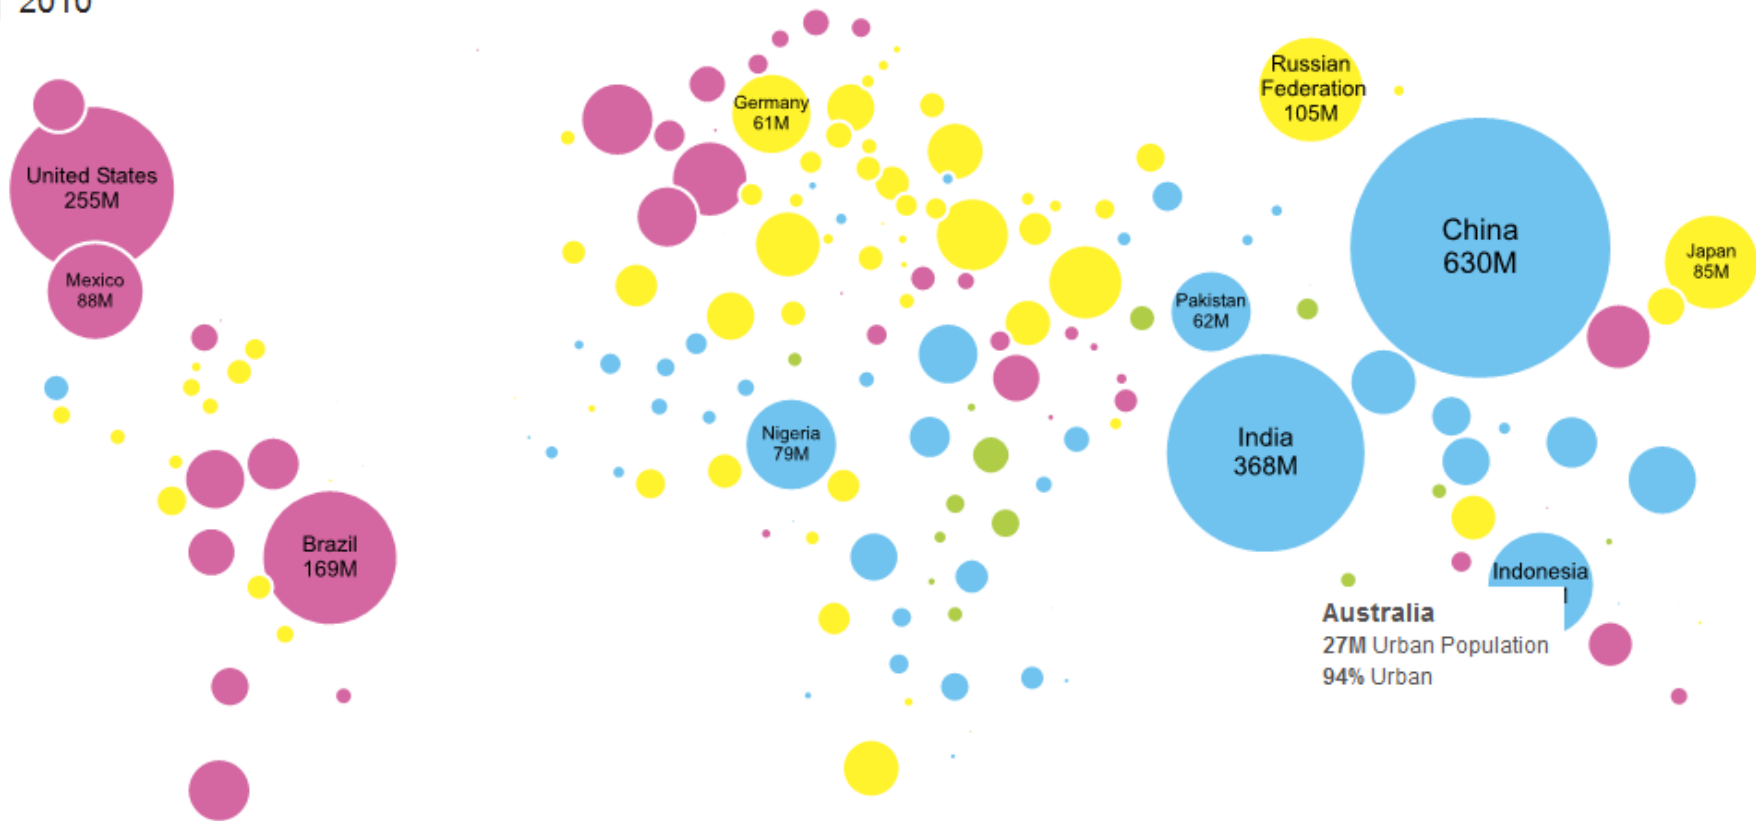 2010
United States
255M
Mexico
88M
Brazil
169M
Germany
61M
Nigeria
79M
Russian
Federation
105M
China
630M
Japan
85M
Pakistan
62M
India
368M
Indonesia
Australia
27M Urban Population
94% Urban